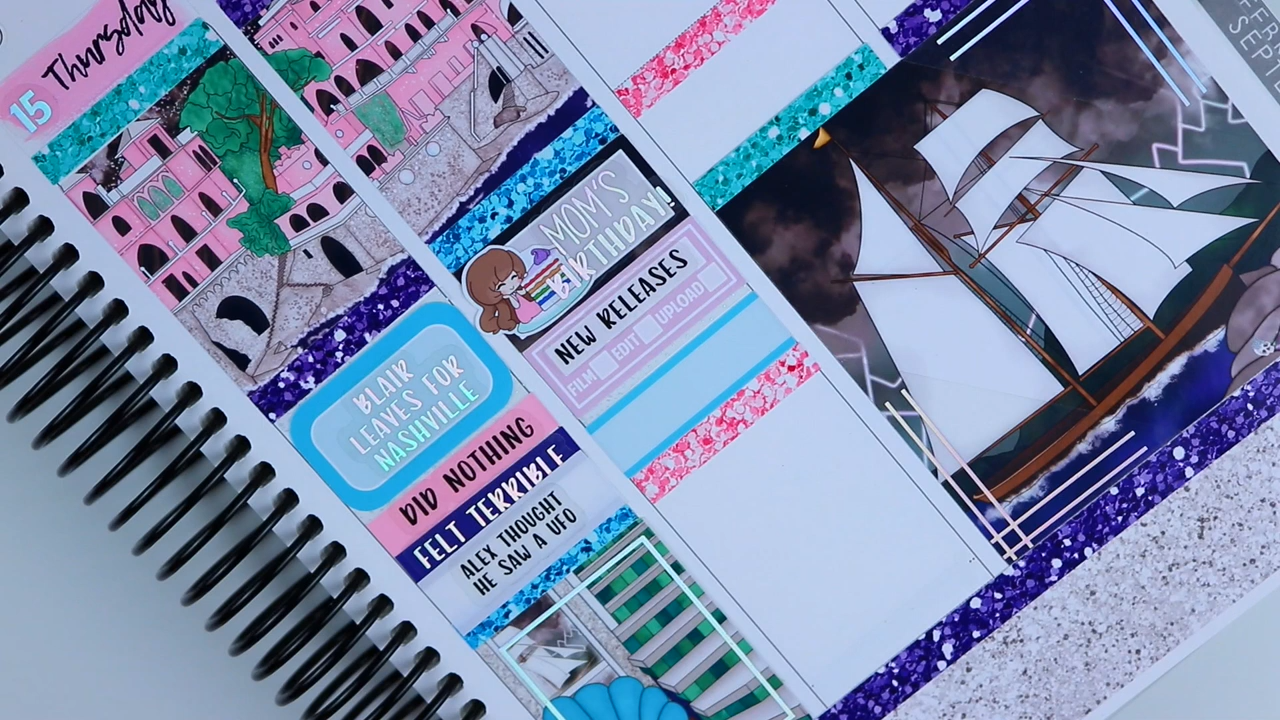 Thursday
15
BLAIR
LEAVES FOR
NASHVILLE
DID NOTHING
FELT TERRIBLE
ALEX THOUGHT
HE SAW A UFO
MOM'S
BIRTHDAY!
NEW RELEASES
FILM EDIT UPLOAD
SEPT